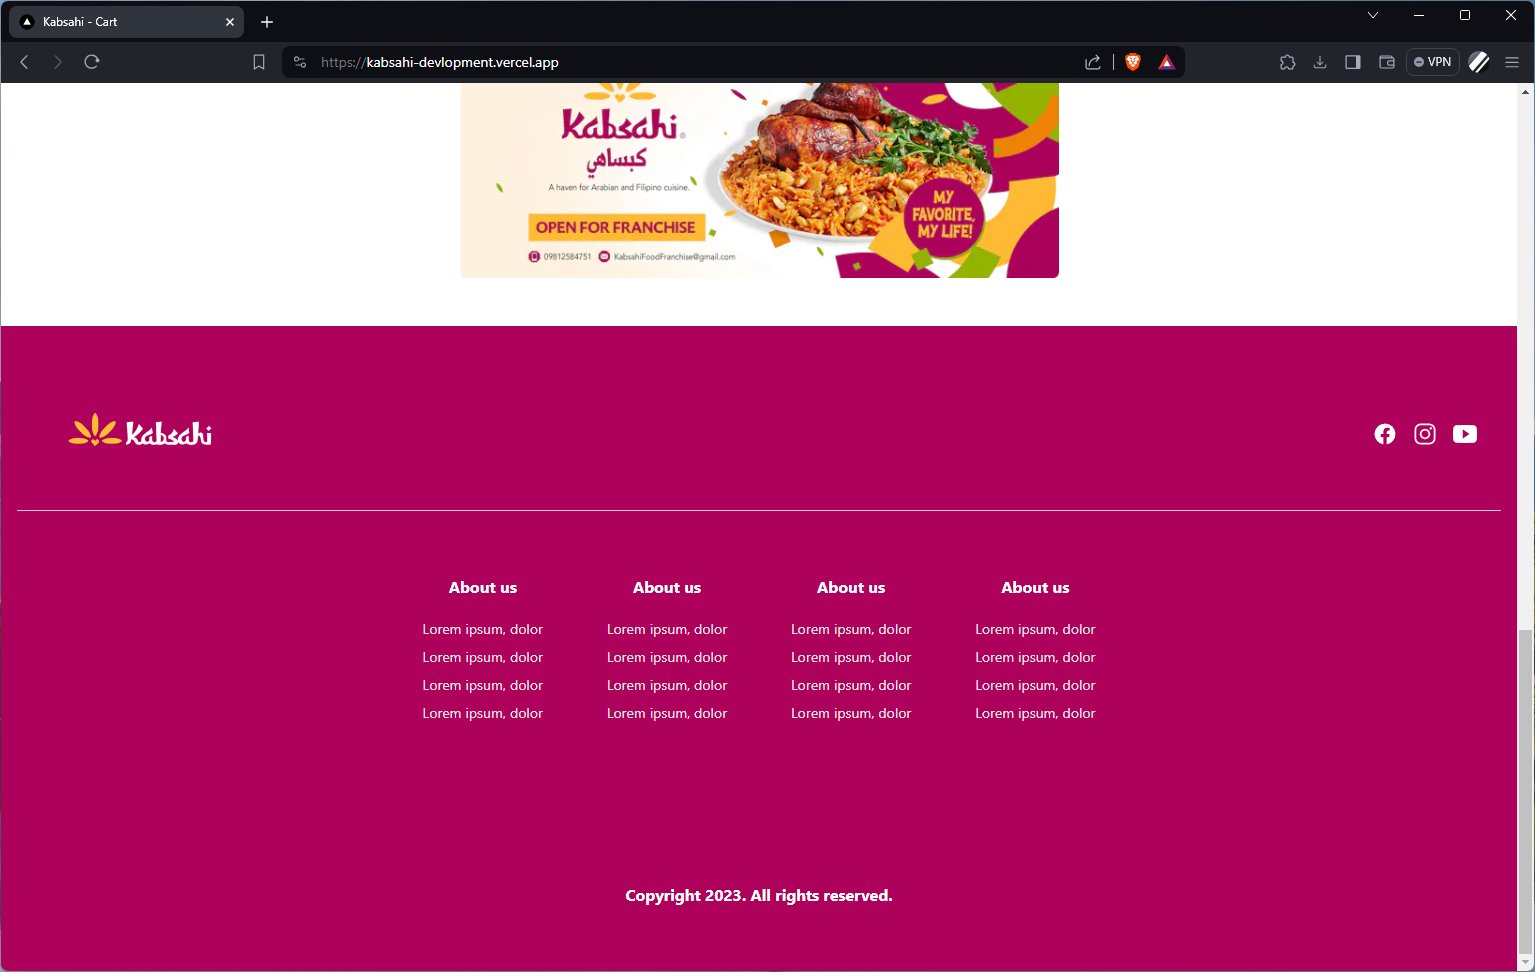 Kabsahi - Cart
https://kabsahi-devlopment.vercel.app
VPN
Kabsahi
كبساهي
A haven for Arabian and Filipino cuisine.
OPEN FOR FRANCHISE
09812584751 KabsahiFoodFranchise@gmail.com
MY
FAVORITE,
MY LIFE!
Kabsahi
About us
Lorem ipsum, dolor
Lorem ipsum, dolor
Lorem ipsum, dolor
Lorem ipsum, dolor
About us
Lorem ipsum, dolor
Lorem ipsum, dolor
Lorem ipsum, dolor
Lorem ipsum, dolor
About us
Lorem ipsum, dolor
Lorem ipsum, dolor
Lorem ipsum, dolor
Lorem ipsum, dolor
About us
Lorem ipsum, dolor
Lorem ipsum, dolor
Lorem ipsum, dolor
Lorem ipsum, dolor
Copyright 2023. All rights reserved.